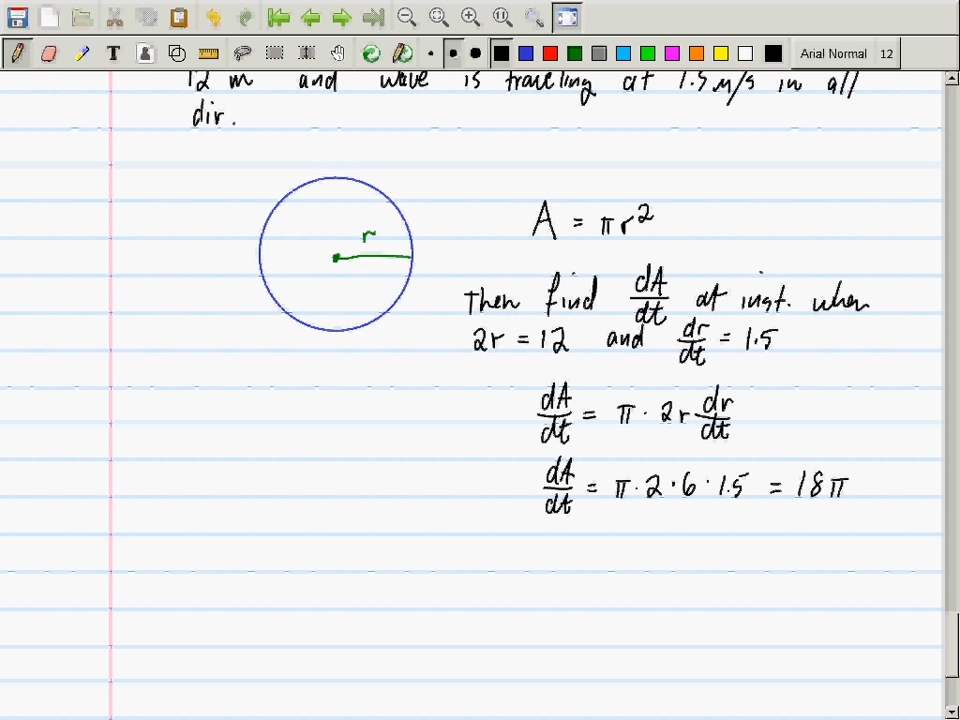 Arial Normal 12
12 m and wave is traveling at 1.5 m/s in all
dir.
r
A = πr²
Then find dA/dt at inst. when
2r = 12 and dr/dt = 1.5
dA/dt = π · 2r dr/dt
dA/dt = π · 2 · 6 · 1.5 = 18π